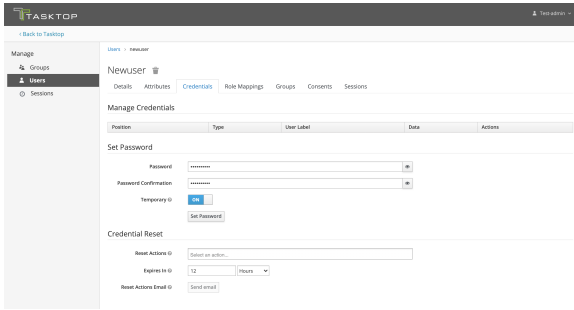 TASKTOP
Test-admin
< Back to Tasktop
Manage
Groups
Users
Sessions
Users > newuser
Newuser
Details Attributes Credentials Role Mappings Groups Consents Sessions
Manage Credentials
Position Type User Label Data Actions
Set Password
Password ••••••••••
Password Confirmation ••••••••••
Temporary ON
Set Password
Credential Reset
Reset Actions Select an action...
Expires In 12 Hours
Reset Actions Email Send email